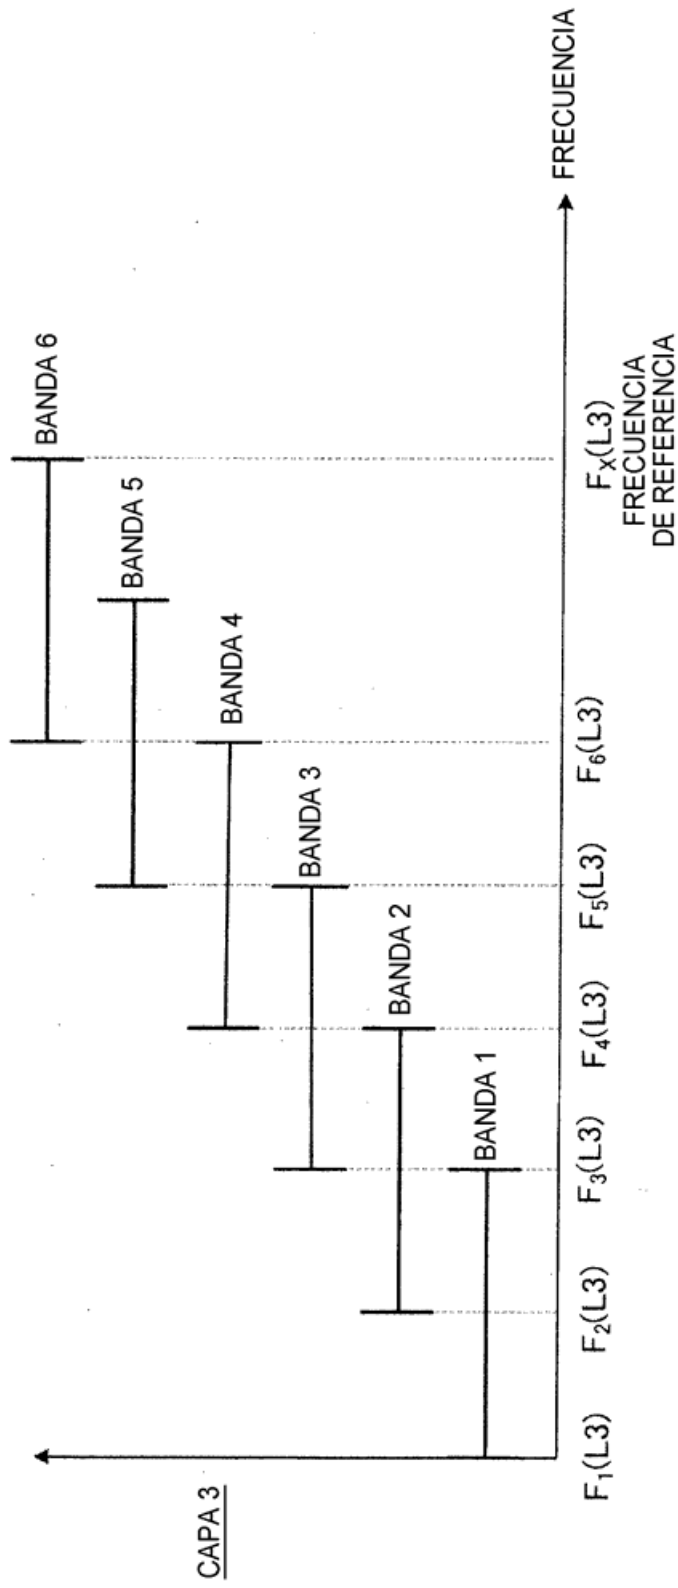 CAPA 3
BANDA 6
BANDA 5
BANDA 4
BANDA 3
BANDA 2
BANDA 1
FRECUENCIA
F₁(L3)
F₂(L3)
F₃(L3)
F₄(L3)
F₅(L3)
F₆(L3)
Fₓ(L3)
FRECUENCIA
DE REFERENCIA